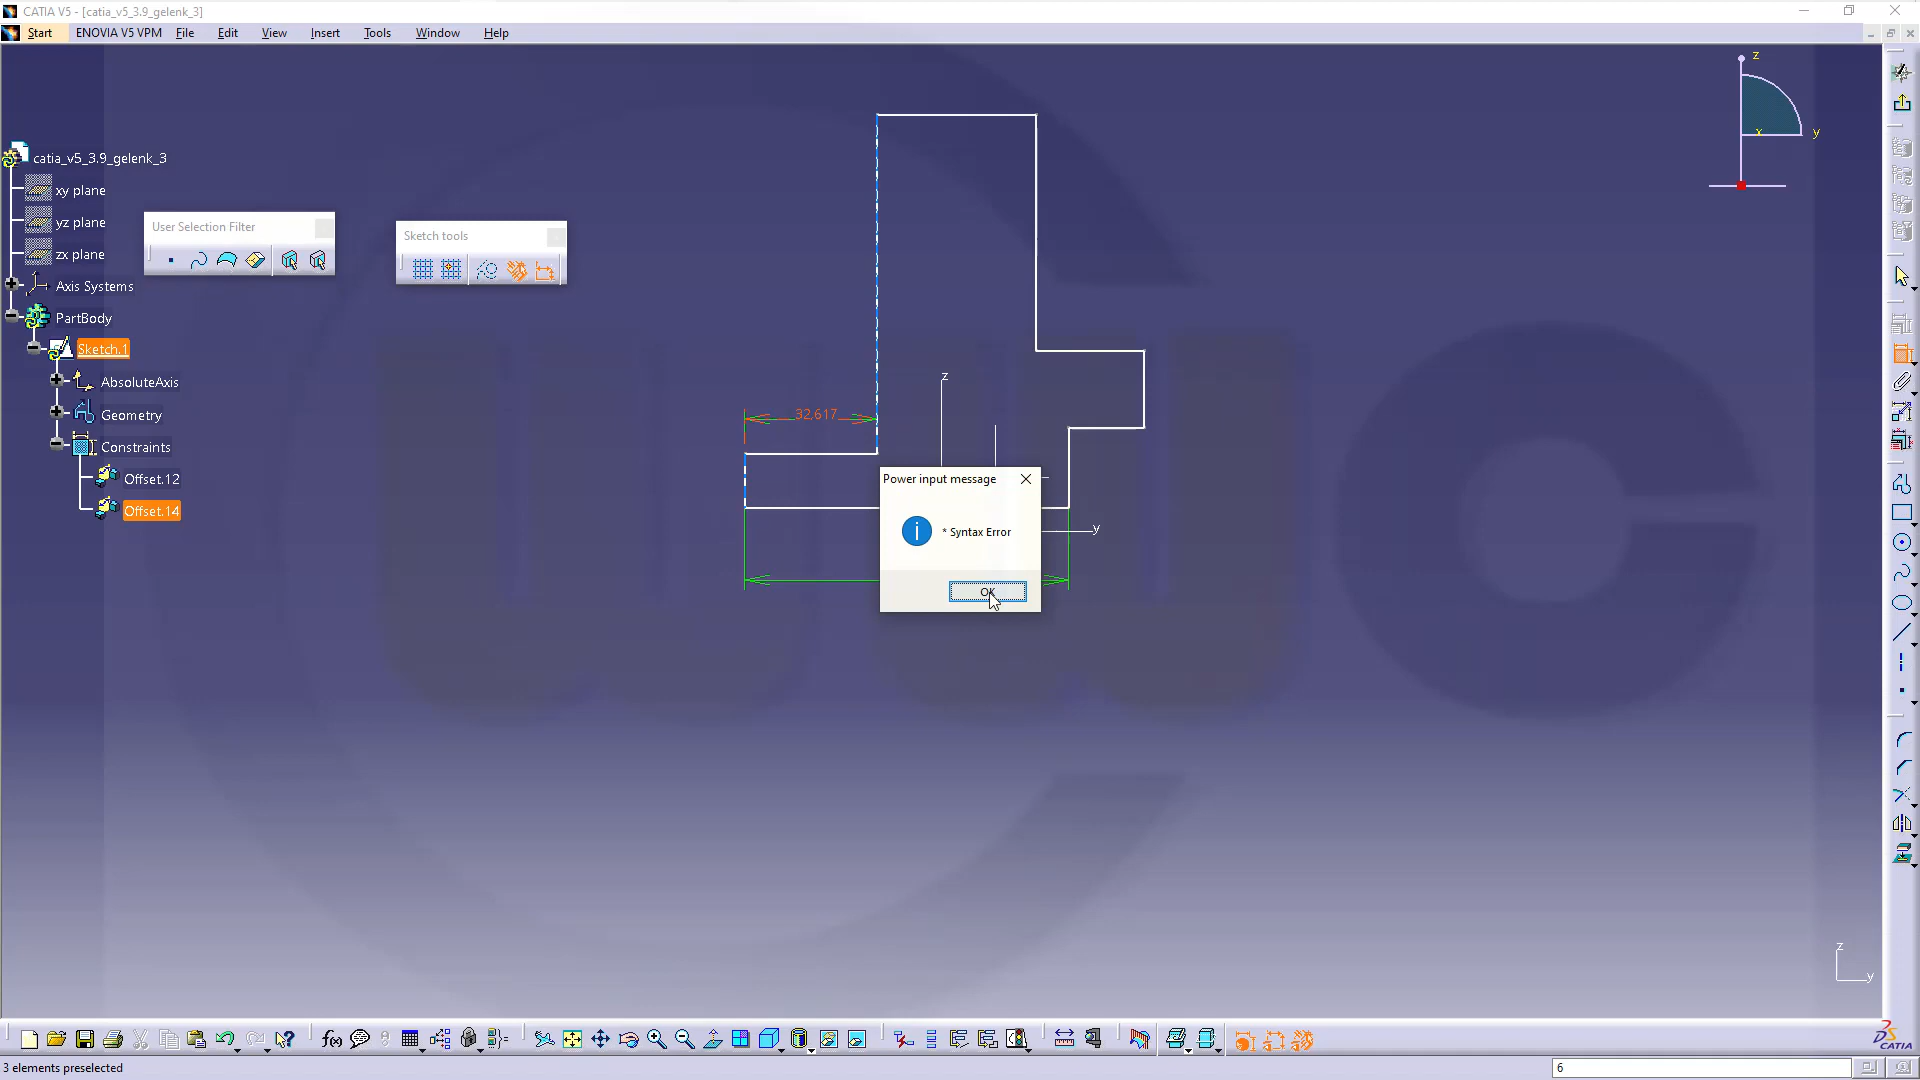 CATIA V5 - [catia_v5_3.9_gelenk_3]
Start
ENOVIA V5 VPM
File
Edit
View
Insert
Tools
Window
Help
z
x
y
catia_v5_3.9_gelenk_3
xy plane
yz plane
zx plane
Axis Systems
PartBody
Sketch.1
AbsoluteAxis
Geometry
Constraints
Offset.12
Offset.14
User Selection Filter
Sketch tools
z
32,617
y
Power input message
* Syntax Error
OK
z
y
CATIA
3 elements preselected
6